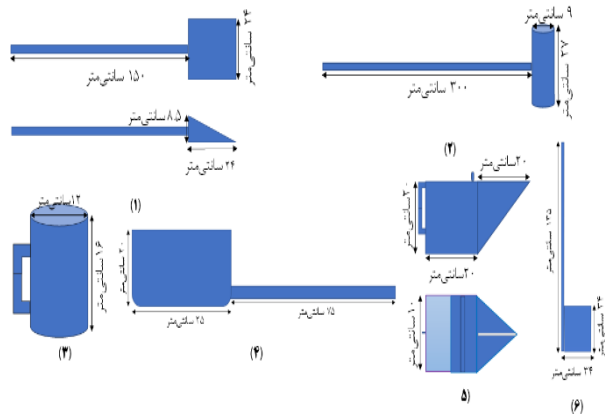 ۲۴ سانتی‌متر
۱۵۰ سانتی‌متر
۸.۵ سانتی‌متر
۲۴ سانتی‌متر
(۱)
۹ سانتی‌متر
۲۷ سانتی‌متر
۳۰۰ سانتی‌متر
(۲)
۱۲ سانتی‌متر
۱۶ سانتی‌متر
(۳)
۲۰ سانتی‌متر
۲۵ سانتی‌متر
۷۵ سانتی‌متر
(۴)
۲۰ سانتی‌متر
۳۰ سانتی‌متر
۲۰ سانتی‌متر
۱۰ سانتی‌متر
(۵)
۱۳۵ سانتی‌متر
۲۴ سانتی‌متر
۲۴ سانتی‌متر
(۶)